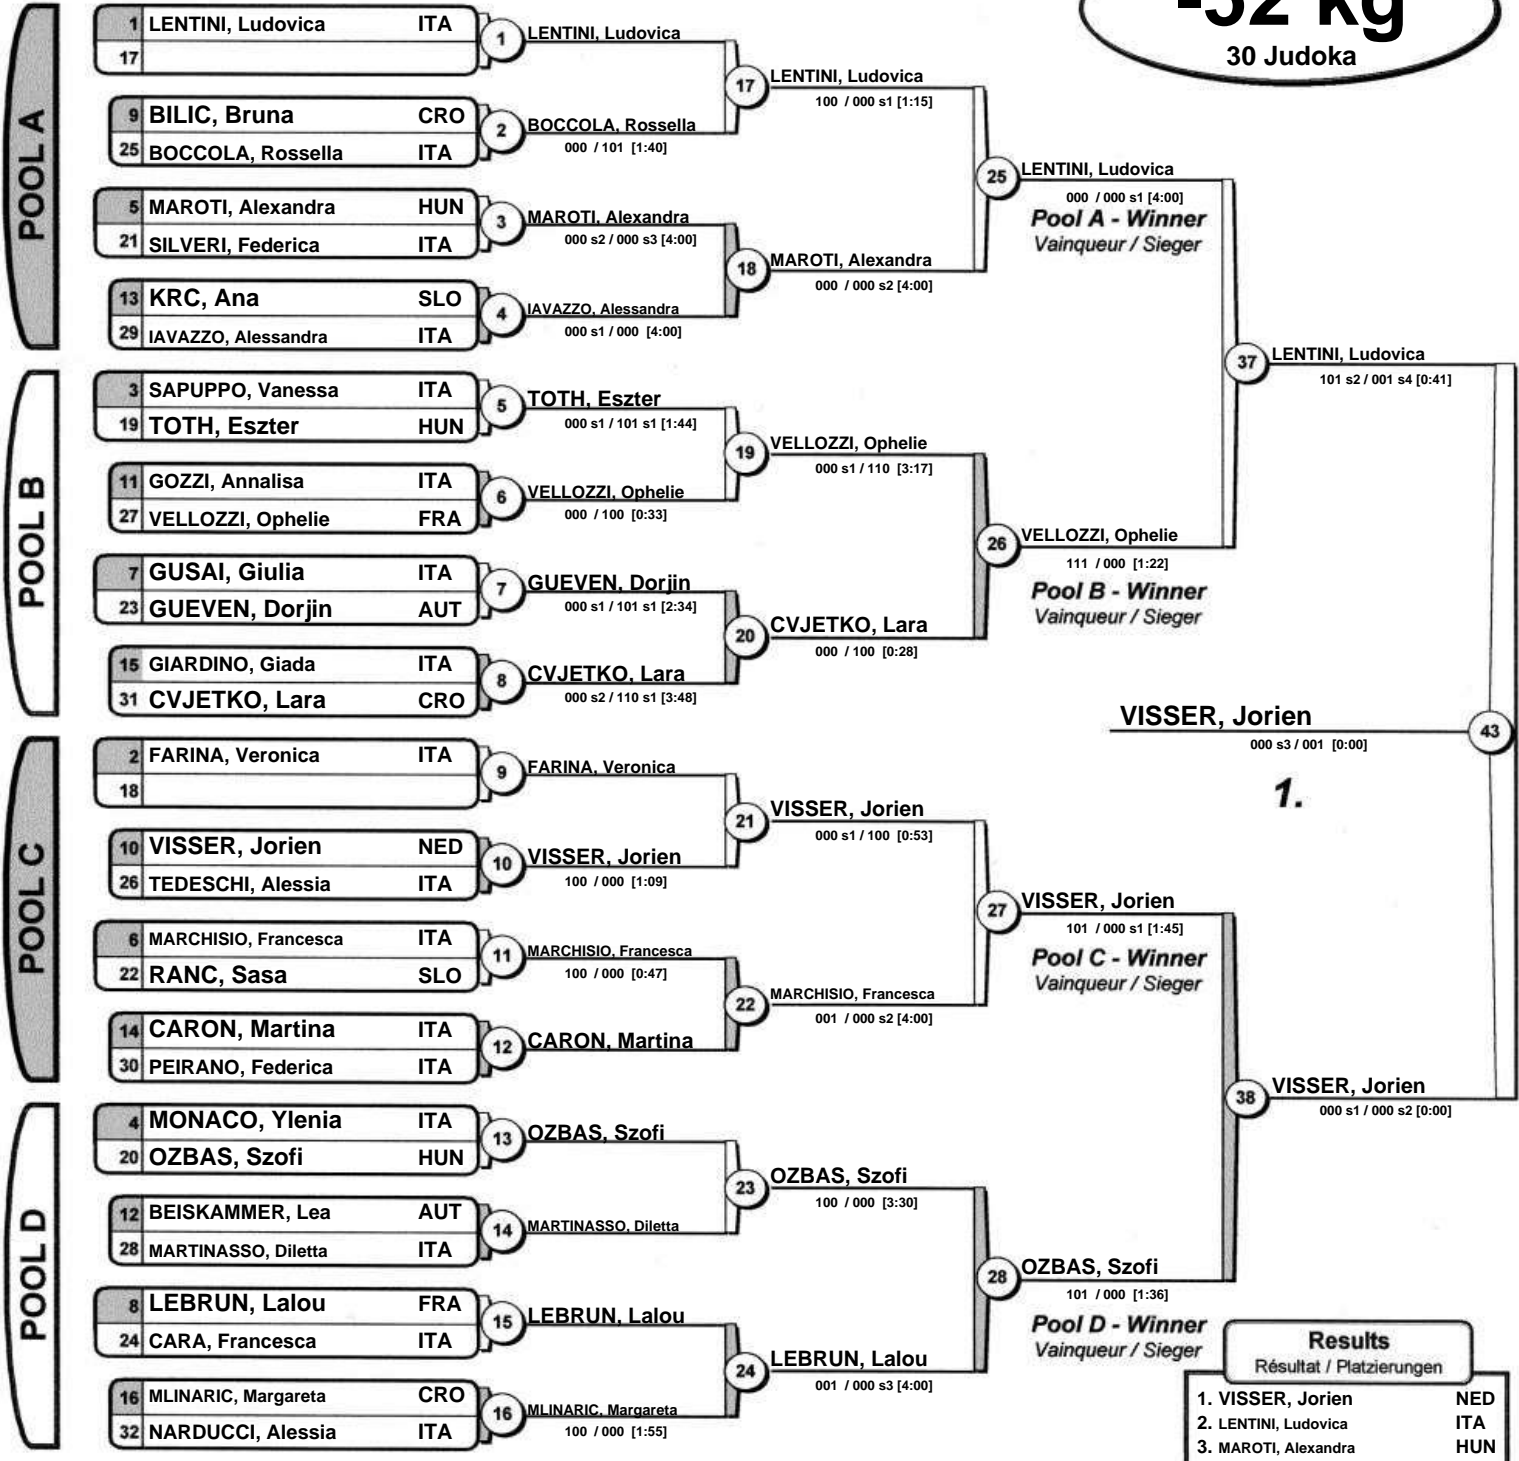 -52 kg
30 Judoka
POOL A
1 LENTINI, Ludovica ITA
17
1 LENTINI, Ludovica
9 BILIC, Bruna CRO
25 BOCCOLA, Rossella ITA
2 BOCCOLA, Rossella
000 / 101 [1:40]
17 LENTINI, Ludovica
100 / 000 s1 [1:15]
5 MAROTI, Alexandra HUN
21 SILVERI, Federica ITA
3 MAROTI, Alexandra
000 s2 / 000 s3 [4:00]
13 KRC, Ana SLO
29 IAVAZZO, Alessandra ITA
4 IAVAZZO, Alessandra
000 s1 / 000 [4:00]
18 MAROTI, Alexandra
000 / 000 s2 [4:00]
25 LENTINI, Ludovica
000 / 000 s1 [4:00]
Pool A - Winner
Vainqueur / Sieger
POOL B
3 SAPUPPO, Vanessa ITA
19 TOTH, Eszter HUN
5 TOTH, Eszter
000 s1 / 101 s1 [1:44]
11 GOZZI, Annalisa ITA
27 VELLOZZI, Ophelie FRA
6 VELLOZZI, Ophelie
000 / 100 [0:33]
19 VELLOZZI, Ophelie
000 s1 / 110 [3:17]
7 GUSAI, Giulia ITA
23 GUEVEN, Dorjin AUT
7 GUEVEN, Dorjin
000 s1 / 101 s1 [2:34]
15 GIARDINO, Giada ITA
31 CVJETKO, Lara CRO
8 CVJETKO, Lara
000 s2 / 110 s1 [3:48]
20 CVJETKO, Lara
000 / 100 [0:28]
26 VELLOZZI, Ophelie
111 / 000 [1:22]
Pool B - Winner
Vainqueur / Sieger
37 LENTINI, Ludovica
101 s2 / 001 s4 [0:41]
VISSER, Jorien 43
000 s3 / 001 [0:00]
1.
POOL C
2 FARINA, Veronica ITA
18
9 FARINA, Veronica
10 VISSER, Jorien NED
26 TEDESCHI, Alessia ITA
10 VISSER, Jorien
100 / 000 [1:09]
21 VISSER, Jorien
000 s1 / 100 [0:53]
6 MARCHISIO, Francesca ITA
22 RANC, Sasa SLO
11 MARCHISIO, Francesca
100 / 000 [0:47]
14 CARON, Martina ITA
30 PEIRANO, Federica ITA
12 CARON, Martina
22 MARCHISIO, Francesca
001 / 000 s2 [4:00]
27 VISSER, Jorien
101 / 000 s1 [1:45]
Pool C - Winner
Vainqueur / Sieger
POOL D
4 MONACO, Ylenia ITA
20 OZBAS, Szofi HUN
13 OZBAS, Szofi
12 BEISKAMMER, Lea AUT
28 MARTINASSO, Diletta ITA
14 MARTINASSO, Diletta
23 OZBAS, Szofi
100 / 000 [3:30]
8 LEBRUN, Lalou FRA
24 CARA, Francesca ITA
15 LEBRUN, Lalou
16 MLINARIC, Margareta CRO
32 NARDUCCI, Alessia ITA
16 MLINARIC, Margareta
100 / 000 [1:55]
24 LEBRUN, Lalou
001 / 000 s3 [4:00]
28 OZBAS, Szofi
101 / 000 [1:36]
Pool D - Winner
Vainqueur / Sieger
38 VISSER, Jorien
000 s1 / 000 s2 [0:00]
Results
Résultat / Platzierungen
1. VISSER, Jorien NED
2. LENTINI, Ludovica ITA
3. MAROTI, Alexandra HUN